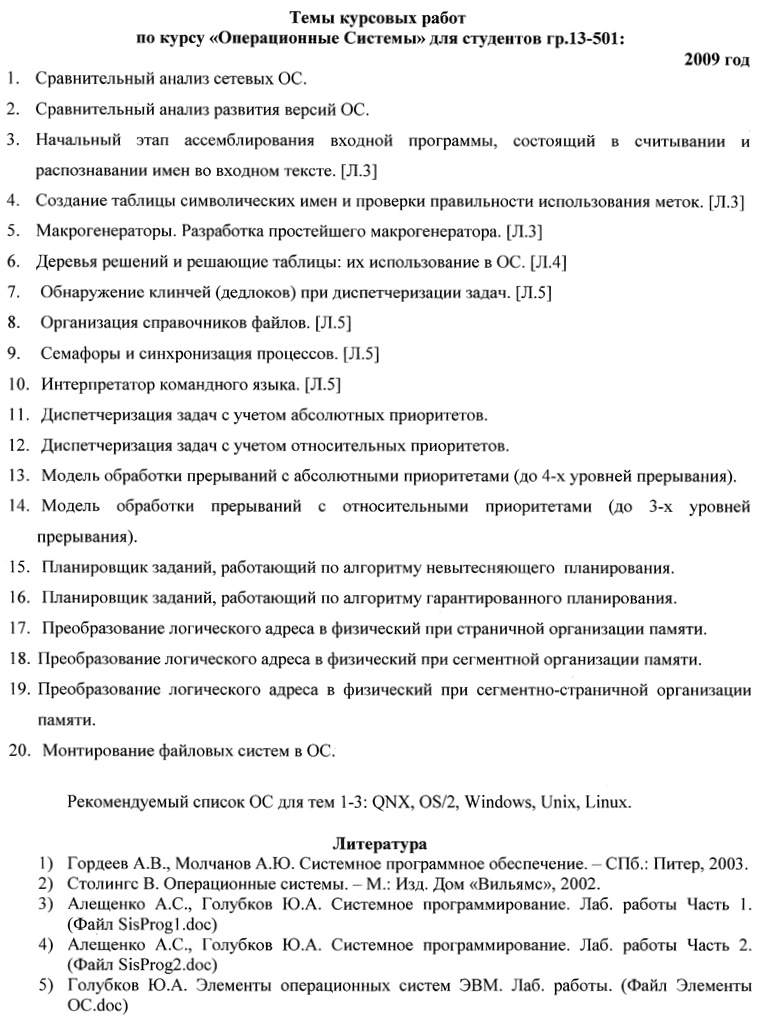 Темы курсовых работ
по курсу «Операционные Системы» для студентов гр.13-501:
2009 год
1. Сравнительный анализ сетевых ОС.
2. Сравнительный анализ развития версий ОС.
3. Начальный этап ассемблирования входной программы, состоящий в считывании и
распознавании имен во входном тексте. [Л.3]
4. Создание таблицы символических имен и проверки правильности использования меток. [Л.3]
5. Макрогенераторы. Разработка простейшего макрогенератора. [Л.3]
6. Деревья решений и решающие таблицы: их использование в ОС. [Л.4]
7. Обнаружение клинчей (дедлоков) при диспетчеризации задач. [Л.5]
8. Организация справочников файлов. [Л.5]
9. Семафоры и синхронизация процессов. [Л.5]
10. Интерпретатор командного языка. [Л.5]
11. Диспетчеризация задач с учетом абсолютных приоритетов.
12. Диспетчеризация задач с учетом относительных приоритетов.
13. Модель обработки прерываний с абсолютными приоритетами (до 4-х уровней прерывания).
14. Модель обработки прерываний с относительными приоритетами (до 3-х уровней
прерывания).
15. Планировщик заданий, работающий по алгоритму невытесняющего планирования.
16. Планировщик заданий, работающий по алгоритму гарантированного планирования.
17. Преобразование логического адреса в физический при страничной организации памяти.
18. Преобразование логического адреса в физический при сегментной организации памяти.
19. Преобразование логического адреса в физический при сегментно-страничной организации
памяти.
20. Монтирование файловых систем в ОС.
Рекомендуемый список ОС для тем 1-3: QNX, OS/2, Windows, Unix, Linux.
Литература
1) Гордеев А.В., Молчанов А.Ю. Системное программное обеспечение. – СПб.: Питер, 2003.
2) Столингс В. Операционные системы. – М.: Изд. Дом «Вильямс», 2002.
3) Алещенко А.С., Голубков Ю.А. Системное программирование. Лаб. работы Часть 1.
(Файл SisProg1.doc)
4) Алещенко А.С., Голубков Ю.А. Системное программирование. Лаб. работы Часть 2.
(Файл SisProg2.doc)
5) Голубков Ю.А. Элементы операционных систем ЭВМ. Лаб. работы. (Файл Элементы
ОС.doc)